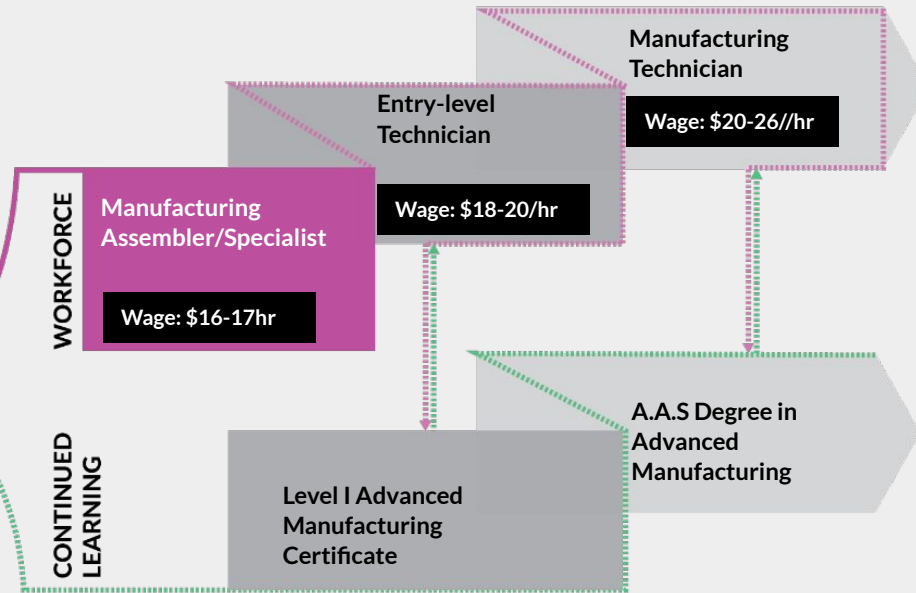 WORKFORCE
Manufacturing
Assembler/Specialist
Wage: $16-17hr
Entry-level
Technician
Wage: $18-20/hr
Manufacturing
Technician
Wage: $20-26//hr
CONTINUED
LEARNING
Level I Advanced
Manufacturing
Certificate
A.A.S Degree in
Advanced
Manufacturing